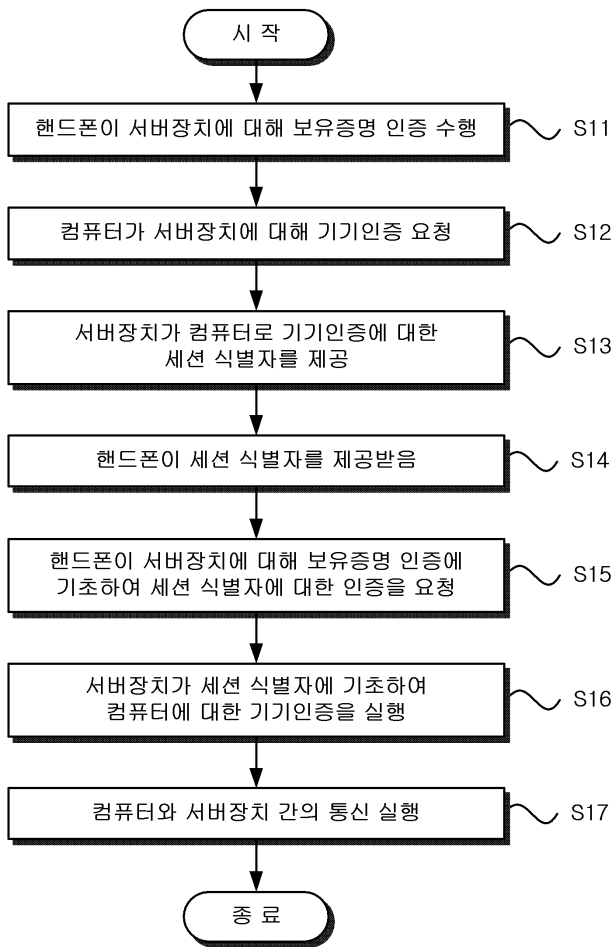 시 작
핸드폰이 서버장치에 대해 보유증명 인증 수행
S11
컴퓨터가 서버장치에 대해 기기인증 요청
S12
서버장치가 컴퓨터로 기기인증에 대한
세션 식별자를 제공
S13
핸드폰이 세션 식별자를 제공받음
S14
핸드폰이 서버장치에 대해 보유증명 인증에
기초하여 세션 식별자에 대한 인증을 요청
S15
서버장치가 세션 식별자에 기초하여
컴퓨터에 대한 기기인증을 실행
S16
컴퓨터와 서버장치 간의 통신 실행
S17
종 료